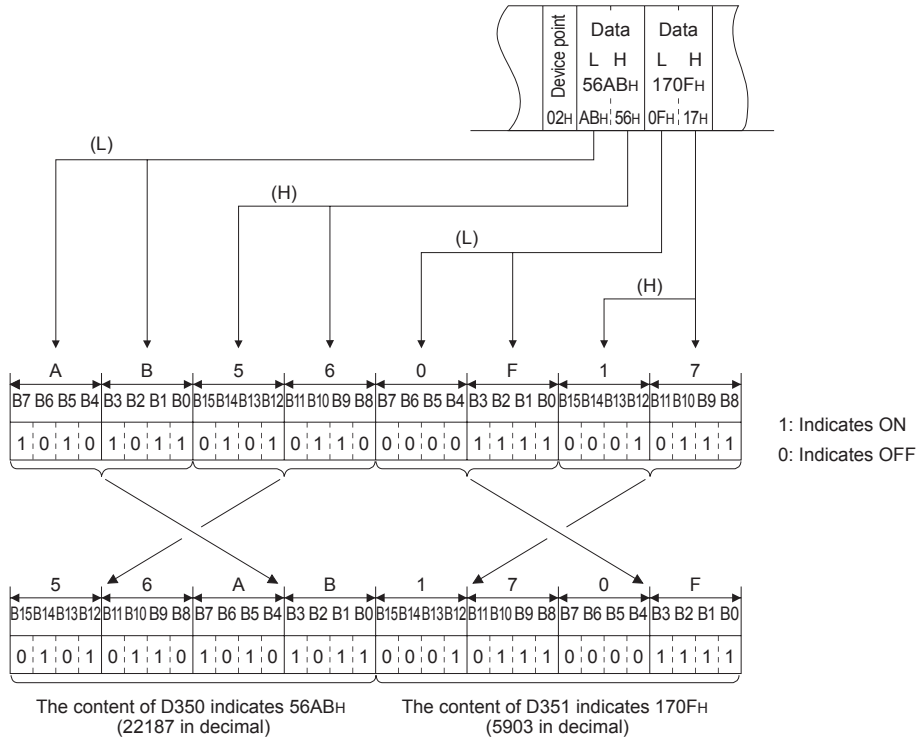 Device point
Data Data
L H L H
56ABH 170FH
02H ABH 56H 0FH 17H
(L)
(H)
(L)
(H)
A B 5 6 0 F 1 7
B7 B6 B5 B4 B3 B2 B1 B0 B15 B14 B13 B12 B11 B10 B9 B8 B7 B6 B5 B4 B3 B2 B1 B0 B15 B14 B13 B12 B11 B10 B9 B8
1 0 1 0 1 0 1 1 0 1 0 1 0 1 1 0 0 0 0 0 1 1 1 1 0 0 0 1 0 1 1 1
1: Indicates ON
0: Indicates OFF
5 6 A B 1 7 0 F
B15 B14 B13 B12 B11 B10 B9 B8 B7 B6 B5 B4 B3 B2 B1 B0 B15 B14 B13 B12 B11 B10 B9 B8 B7 B6 B5 B4 B3 B2 B1 B0
0 1 0 1 0 1 1 0 1 0 1 0 1 0 1 1 0 0 0 1 0 1 1 1 0 0 0 0 1 1 1 1
The content of D350 indicates 56ABH
(22187 in decimal)
The content of D351 indicates 170FH
(5903 in decimal)